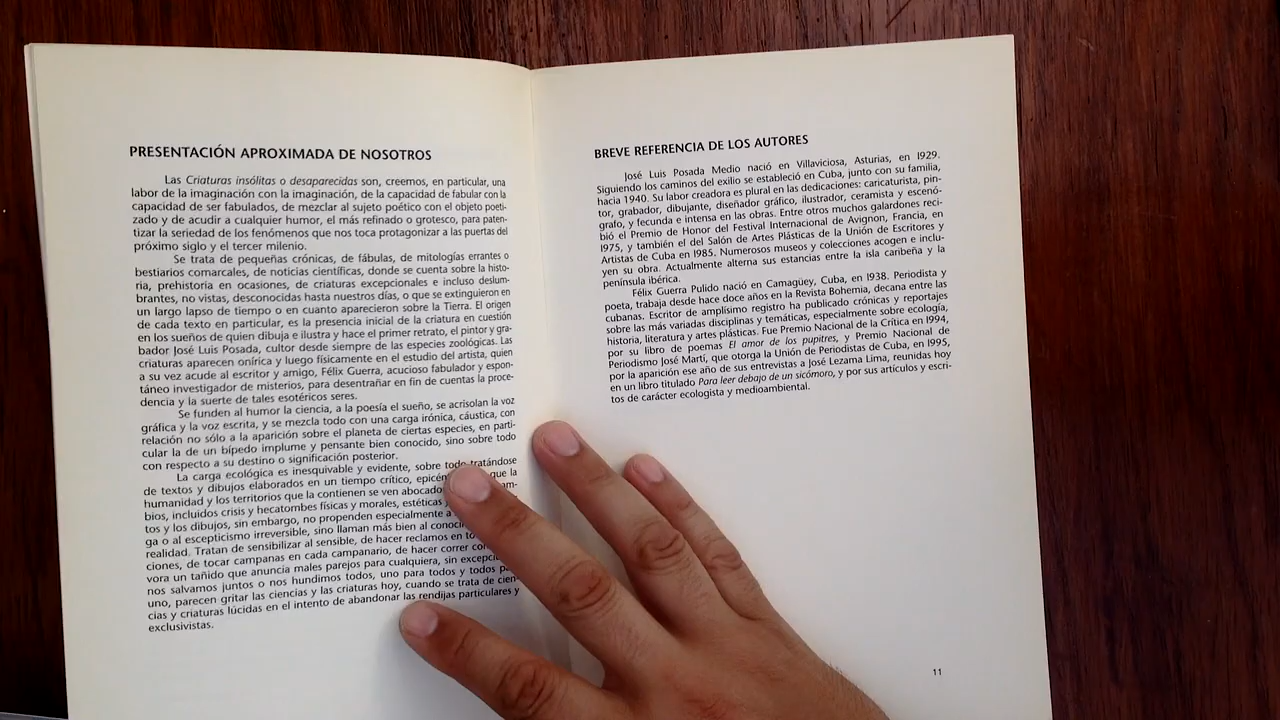 PRESENTACIÓN APROXIMADA DE NOSOTROS
Las Criaturas insólitas o desaparecidas son, creemos, en particular, una
labor de la imaginación con la imaginación, de la capacidad de fabular con la
capacidad de ser fabulados, de mezclar al sujeto poético con el objeto poeti-
zado y de acudir a cualquier humor, el más refinado o grotesco, para paten-
tizar la seriedad de los fenómenos que nos toca protagonizar a las puertas del
próximo siglo y el tercer milenio.
Se trata de pequeñas crónicas, de fábulas, de mitologías errantes o
bestiarios comarcales, de noticias científicas, donde se cuenta sobre la histo-
ria, prehistoria en ocasiones, de criaturas excepcionales e incluso deslum-
brantes, no vistas, desconocidas hasta nuestros días, o que se extinguieron en
un largo lapso de tiempo o en cuanto aparecieron sobre la Tierra. El origen
de cada texto en particular, es la presencia inicial de la criatura en cuestión
en los sueños de quien dibuja e ilustra y hace el primer retrato, el pintor y gra-
bador José Luis Posada, cultor desde siempre de las especies zoológicas. Las
criaturas aparecen onírica y luego físicamente en el estudio del artista, quien
a su vez acude al escritor y amigo, Félix Guerra, acucioso fabulador y espon-
táneo investigador de misterios, para desentrañar en fin de cuentas la proce-
dencia y la suerte de tales esotéricos seres.
Se funden al humor la ciencia, a la poesía el sueño, se acrisolan la voz
gráfica y la voz escrita, y se mezcla todo con una carga irónica, cáustica, con
relación no sólo a la aparición sobre el planeta de ciertas especies, en parti-
cular la de un bípedo implume y pensante bien conocido, sino sobre todo
con respecto a su destino o significación posterior.
La carga ecológica es inesquivable y evidente, sobre todo tratándose
de textos y dibujos elaborados en un tiempo crítico, que la
humanidad y los territorios que la contienen se ven
bios, incluidos crisis y hecatombes físicas y morales, estéticas
tos y los dibujos, sin embargo, no propenden especialmente a
ga o al escepticismo irreversible, sino llaman más bien al
realidad. Tratan de sensibilizar al sensible, de hacer reclamos en
ciones, de tocar campanas en cada campanario, de hacer correr
vora un tañido que anuncia males parejos para cualquiera, sin
nos salvamos juntos o nos hundimos todos, uno para todos y todos
uno, parecen gritar las ciencias y las criaturas hoy, cuando se trata de cien-
cias y criaturas lúcidas en el intento de abandonar las rendijas particulares y
exclusivistas.
BREVE REFERENCIA DE LOS AUTORES
José Luis Posada Medio nació en Villaviciosa, Asturias, en 1929.
Siguiendo los caminos del exilio se estableció en Cuba, junto con su familia,
hacia 1940. Su labor creadora es plural en las dedicaciones: caricaturista, pin-
tor, grabador, dibujante, diseñador gráfico, ilustrador, ceramista y escenó-
grafo, y fecunda e intensa en las obras. Entre otros muchos galardones reci-
bió el Premio de Honor del Festival Internacional de Avignon, Francia, en
1975, y también el del Salón de Artes Plásticas de la Unión de Escritores y
Artistas de Cuba en 1985. Numerosos museos y colecciones acogen e inclu-
yen su obra. Actualmente alterna sus estancias entre la isla caribeña y la
península ibérica.
Félix Guerra Pulido nació en Camagüey, Cuba, en 1938. Periodista y
poeta, trabaja desde hace doce años en la Revista Bohemia, decana entre las
cubanas. Escritor de amplísimo registro ha publicado crónicas y reportajes
sobre las más variadas disciplinas y temáticas, especialmente sobre ecología,
historia, literatura y artes plásticas. Fue Premio Nacional de la Crítica en 1994,
por su libro de poemas El amor de los pupitres, y Premio Nacional de
Periodismo José Martí, que otorga la Unión de Periodistas de Cuba, en 1995,
por la aparición ese año de sus entrevistas a José Lezama Lima, reunidas hoy
en un libro titulado Para leer debajo de un sicómoro, y por sus artículos y escri-
tos de carácter ecologista y medioambiental.
11